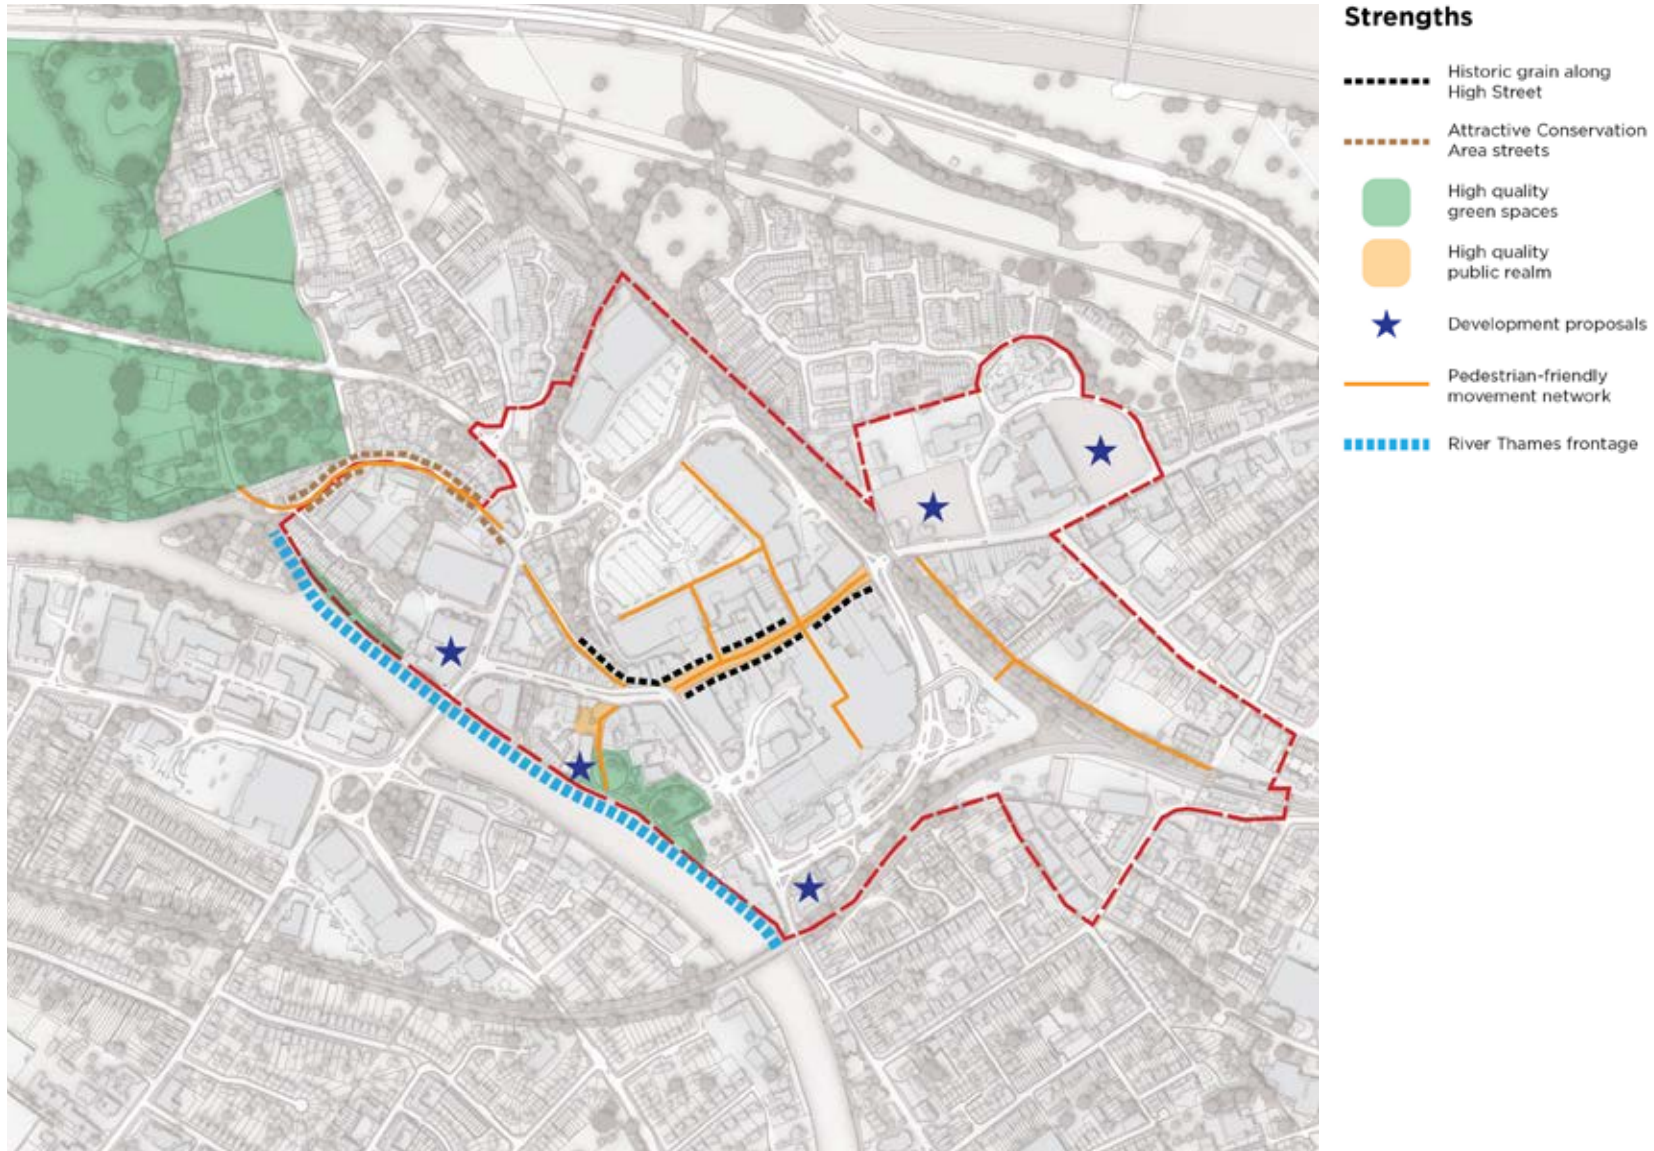 Strengths
Historic grain along
High Street
Attractive Conservation
Area streets
High quality
green spaces
High quality
public realm
Development proposals
Pedestrian-friendly
movement network
River Thames frontage